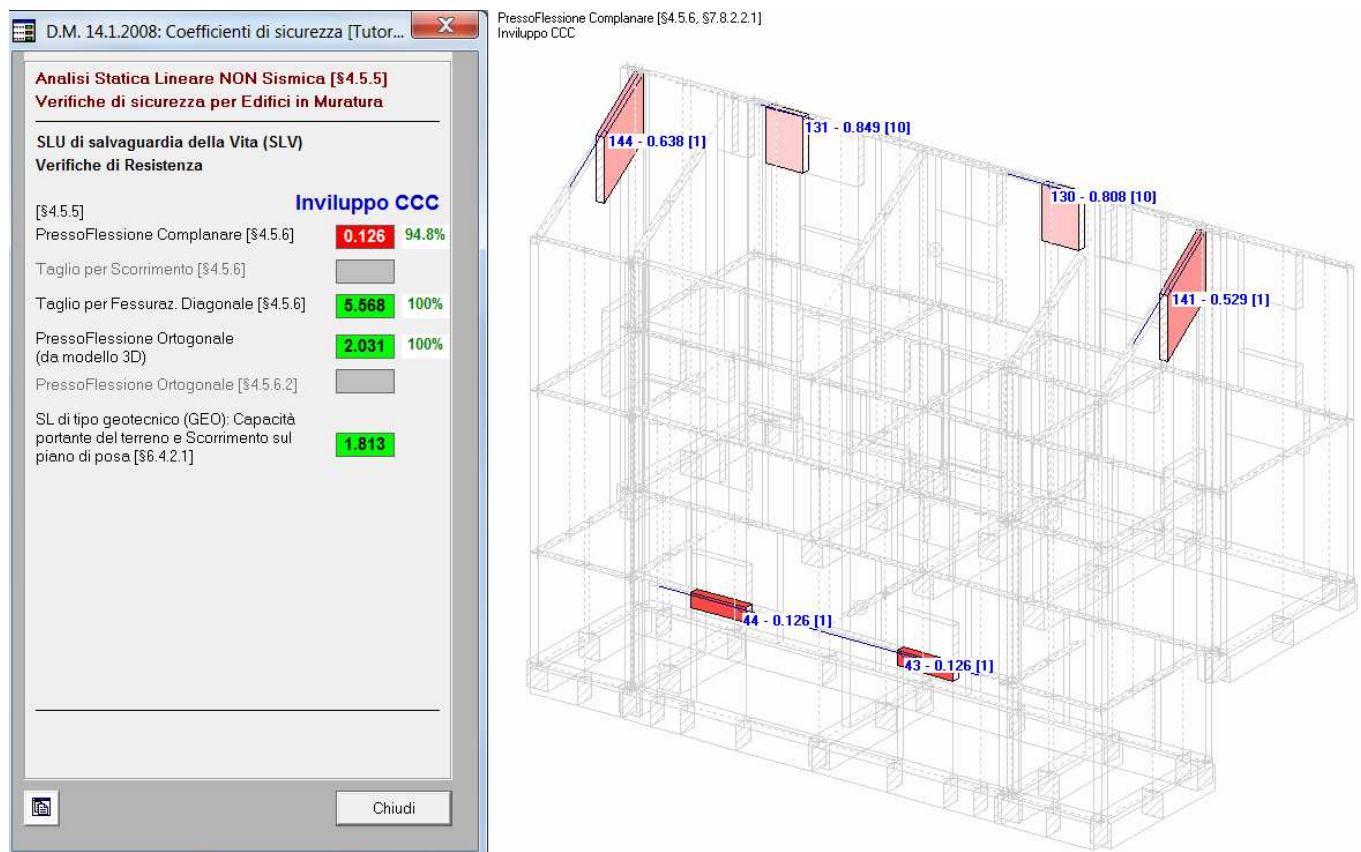 D.M. 14.1.2008: Coefficienti di sicurezza [Tutor...
X
Analisi Statica Lineare NON Sismica [§4.5.5]
Verifiche di sicurezza per Edifici in Muratura
SLU di salvaguardia della Vita (SLV)
Verifiche di Resistenza
Inviluppo CCC
[§4.5.5]
PressoFlessione Complanare [§4.5.6] 0.126 94.8%
Taglio per Scorrimento [§4.5.6]
Taglio per Fessuraz. Diagonale [§4.5.6] 5.568 100%
PressoFlessione Ortogonale
(da modello 3D) 2.031 100%
PressoFlessione Ortogonale [§4.5.6.2]
SL di tipo geotecnico (GEO): Capacità
portante del terreno e Scorrimento sul
piano di posa [§6.4.2.1] 1.813
Chiudi
PressoFlessione Complanare [§4.5.6, §7.8.2.2.1]
Inviluppo CCC
131 - 0.849 [10]
144 - 0.638 [1]
130 - 0.808 [10]
141 - 0.529 [1]
44 - 0.126 [1]
43 - 0.126 [1]